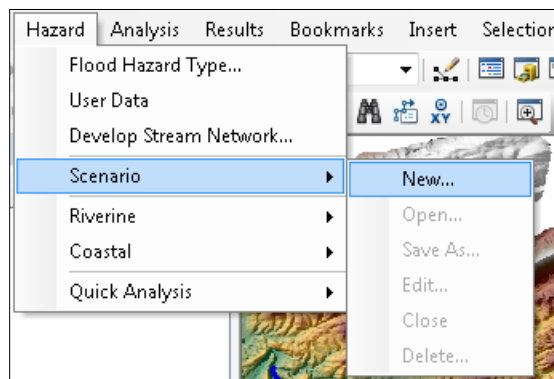 Hazard Analysis Results Bookmarks Insert Selection
Flood Hazard Type...
User Data
Develop Stream Network...
Scenario
Riverine
Coastal
Quick Analysis
New...
Open...
Save As...
Edit...
Close
Delete...
XY